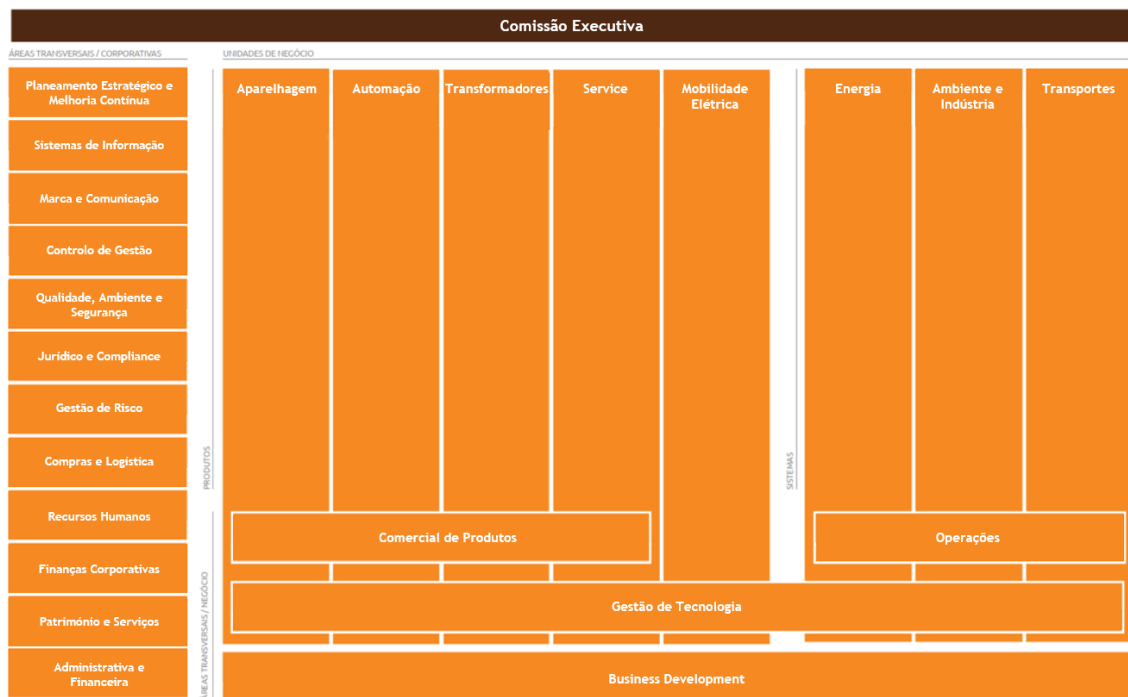 Comissão Executiva
ÁREAS TRANSVERSAIS / CORPORATIVAS
UNIDADES DE NEGÓCIO
Planeamento Estratégico e
Melhoria Contínua
Sistemas de Informação
Marca e Comunicação
Controlo de Gestão
Qualidade, Ambiente e
Segurança
Jurídico e Compliance
Gestão de Risco
Compras e Logística
Recursos Humanos
Finanças Corporativas
Património e Serviços
Administrativa e
Financeira
PRODUTOS
ÁREAS TRANSVERSAIS / NEGÓCIO
Aparelhagem
Automação
Transformadores
Service
Mobilidade
Elétrica
SISTEMAS
Energia
Ambiente e
Indústria
Transportes
Comercial de Produtos
Operações
Gestão de Tecnologia
Business Development